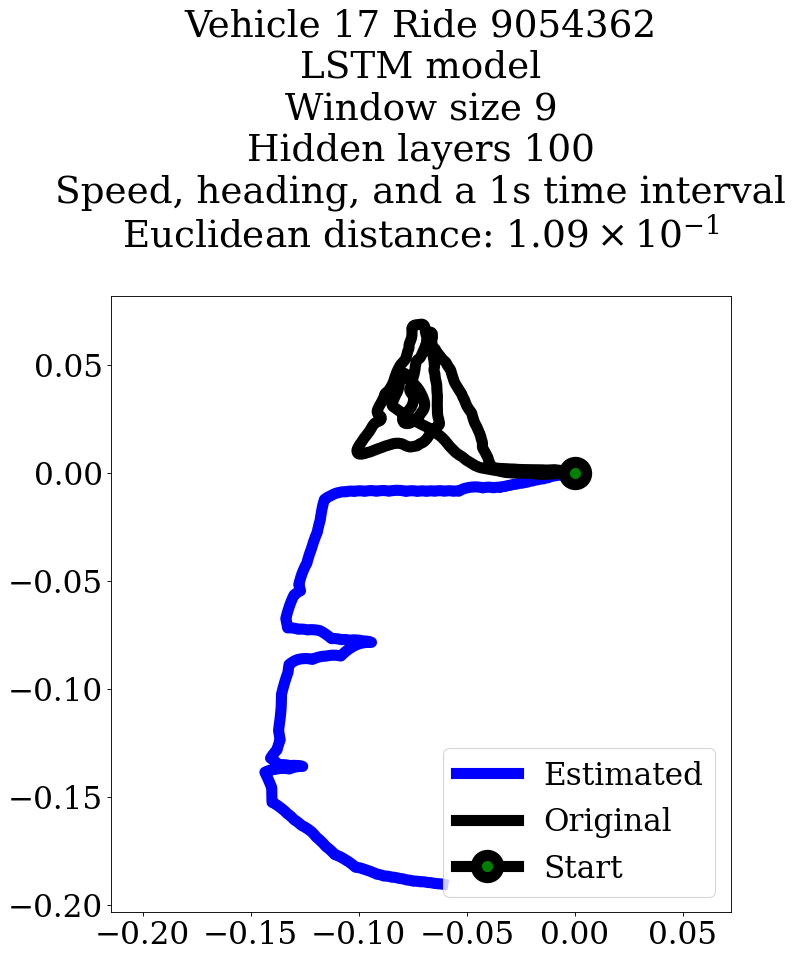 Vehicle 17 Ride 9054362
LSTM model
Window size 9
Hidden layers 100
Speed, heading, and a 1s time interval
Euclidean distance: 1.09 × 10⁻¹
0.05
0.00
−0.05
−0.10
−0.15
−0.20
Estimated
Original
Start
−0.20 −0.15 −0.10 −0.05 0.00 0.05